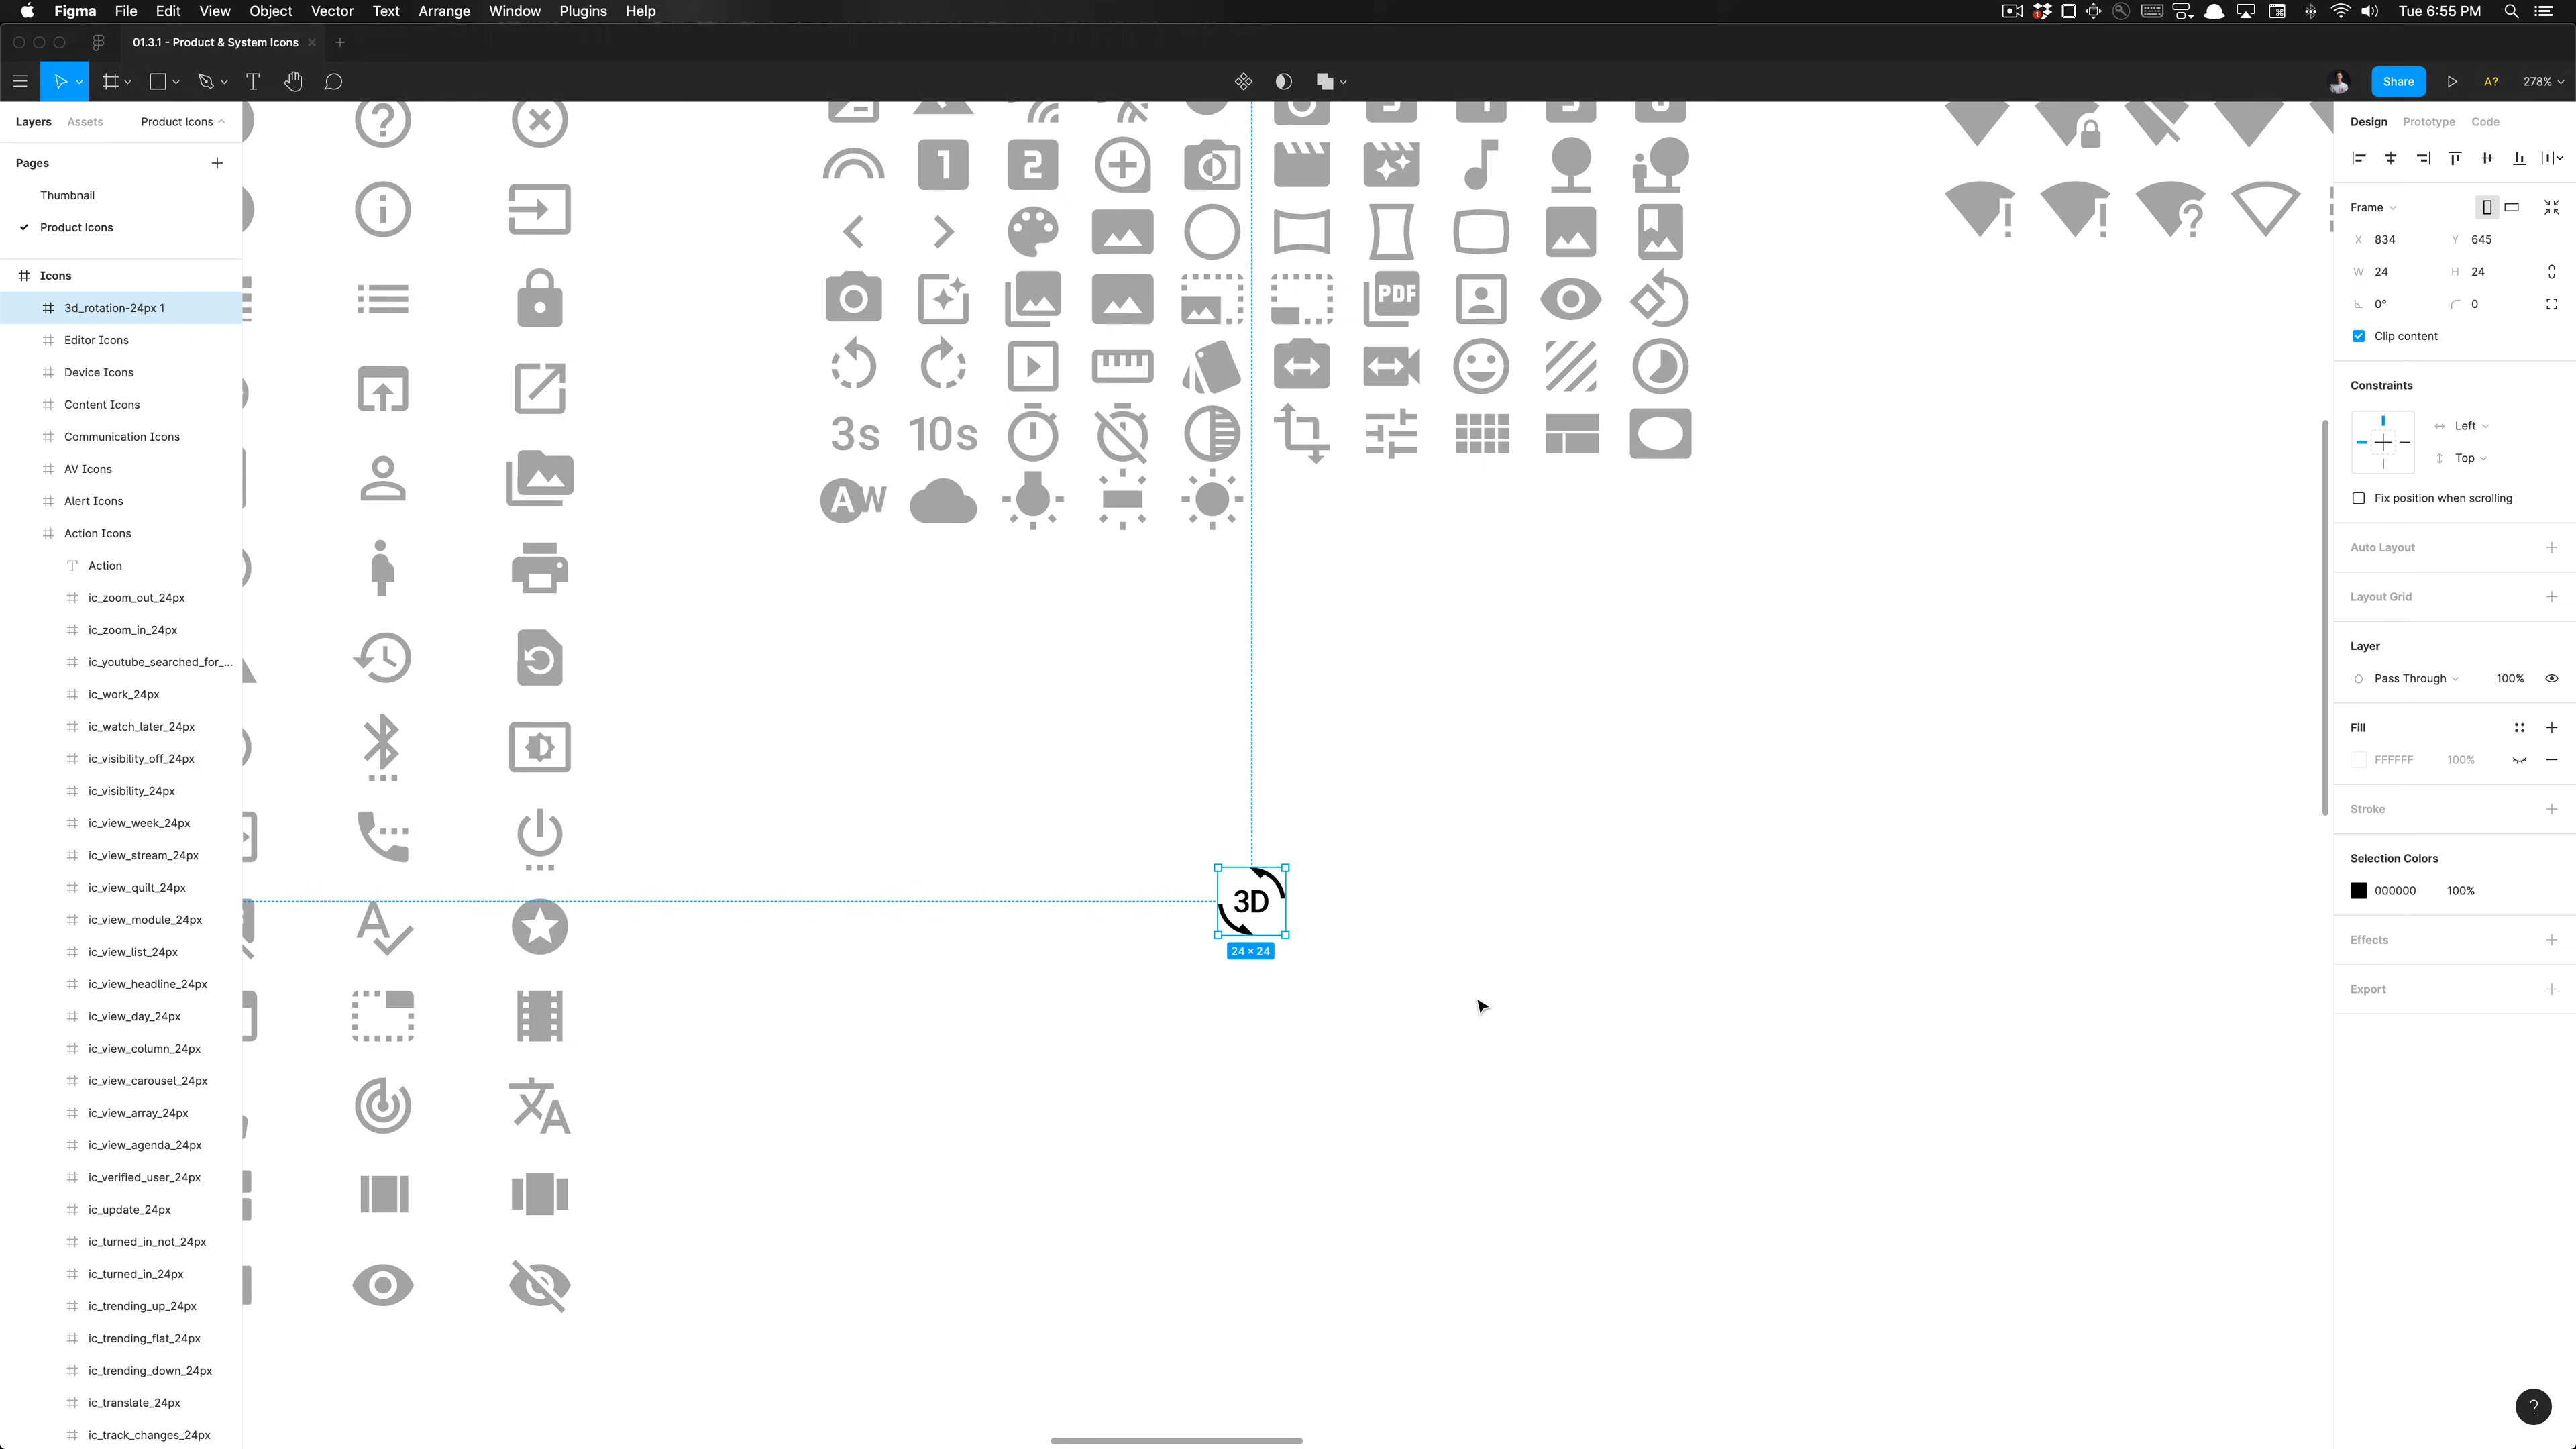 Figma File Edit View Object Vector Text Arrange Window Plugins Help
1
Tue 6:55 PM
01.3.1 - Product & System Icons
Share
A?
278%
Layers Assets Product Icons
Pages
Thumbnail
Product Icons
Icons
3d_rotation-24px 1
Editor Icons
Device Icons
Content Icons
Communication Icons
AV Icons
Alert Icons
Action Icons
Action
ic_zoom_out_24px
ic_zoom_in_24px
ic_youtube_searched_for_...
ic_work_24px
ic_watch_later_24px
ic_visibility_off_24px
ic_visibility_24px
ic_view_week_24px
ic_view_stream_24px
ic_view_quilt_24px
ic_view_module_24px
ic_view_list_24px
ic_view_headline_24px
ic_view_day_24px
ic_view_column_24px
ic_view_carousel_24px
ic_view_array_24px
ic_view_agenda_24px
ic_verified_user_24px
ic_update_24px
ic_turned_in_not_24px
ic_turned_in_24px
ic_trending_up_24px
ic_trending_flat_24px
ic_trending_down_24px
ic_translate_24px
ic_track_changes_24px
1 2
PDF
3s 10s
AW
3D
24 × 24
Design Prototype Code
Frame
X 834 Y 645
W 24 H 24
0° 0
Clip content
Constraints
Left
Top
Fix position when scrolling
Auto Layout
Layout Grid
Layer
Pass Through 100%
Fill
FFFFFF 100%
Stroke
Selection Colors
000000 100%
Effects
Export
?